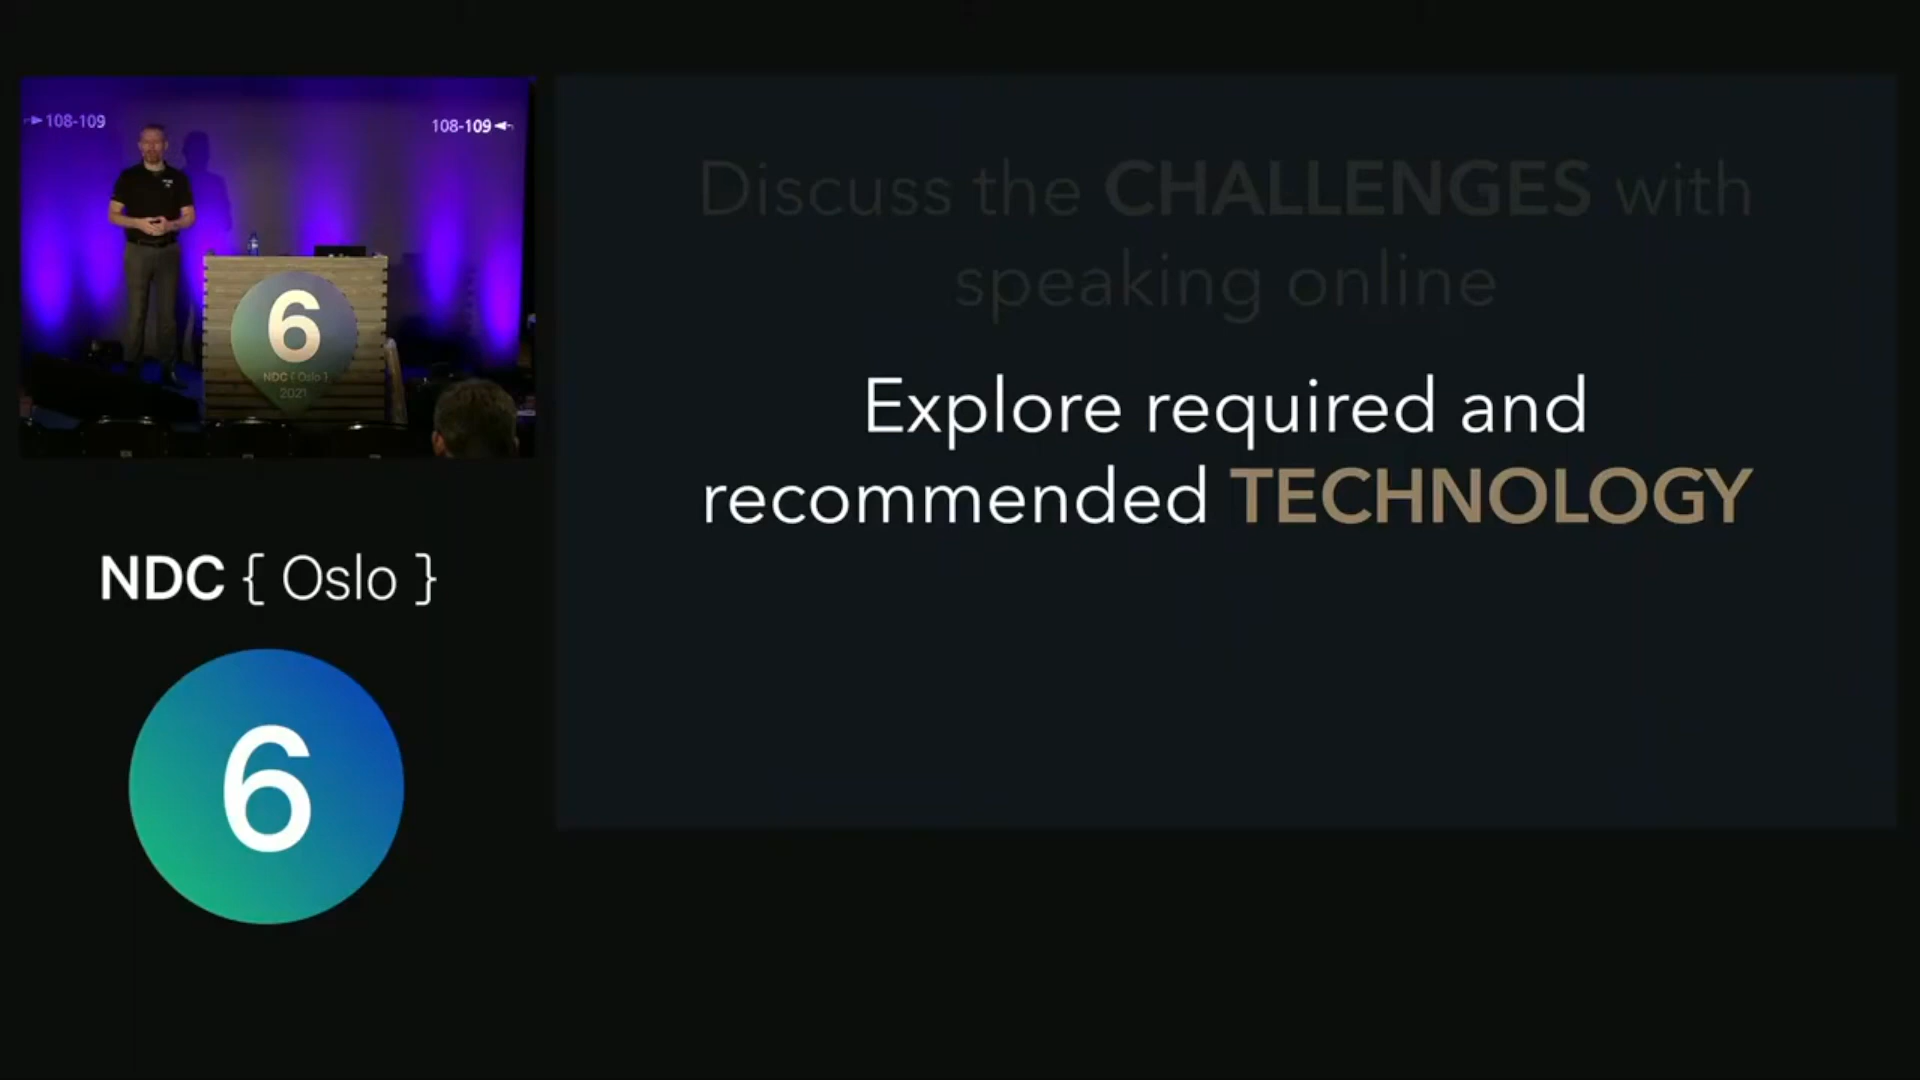 108-109
108-109
6
NDC { Oslo }
2021
NDC { Oslo }
6
Discuss the CHALLENGES with
speaking online
Explore required and
recommended TECHNOLOGY